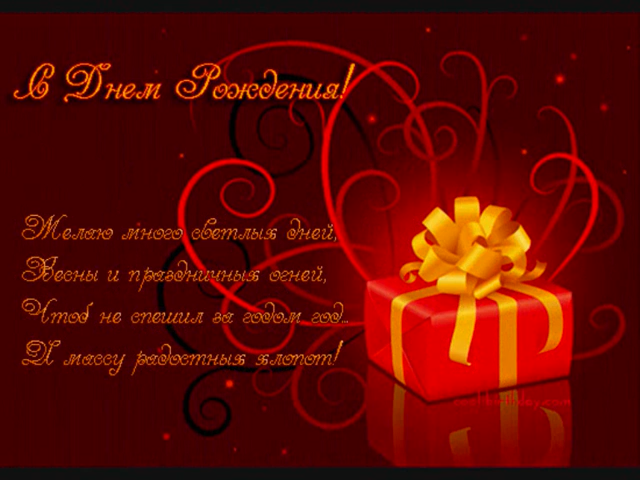 С Днем Рождения!
Желаю много светлых дней,
Весны и праздничных огней,
Чтоб не спешил за годом год...
И массу радостных хлопот!